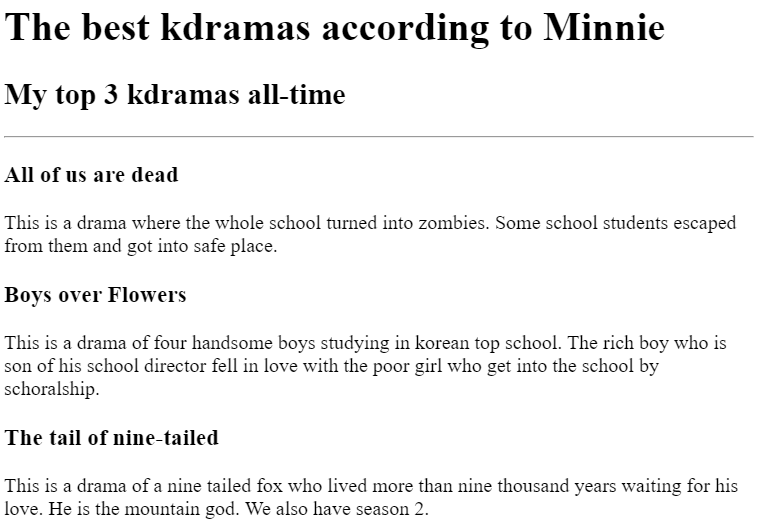 The best kdramas according to Minnie
My top 3 kdramas all-time
All of us are dead
This is a drama where the whole school turned into zombies. Some school students escaped
from them and got into safe place.
Boys over Flowers
This is a drama of four handsome boys studying in korean top school. The rich boy who is
son of his school director fell in love with the poor girl who get into the school by
schoralship.
The tail of nine-tailed
This is a drama of a nine tailed fox who lived more than nine thousand years waiting for his
love. He is the mountain god. We also have season 2.